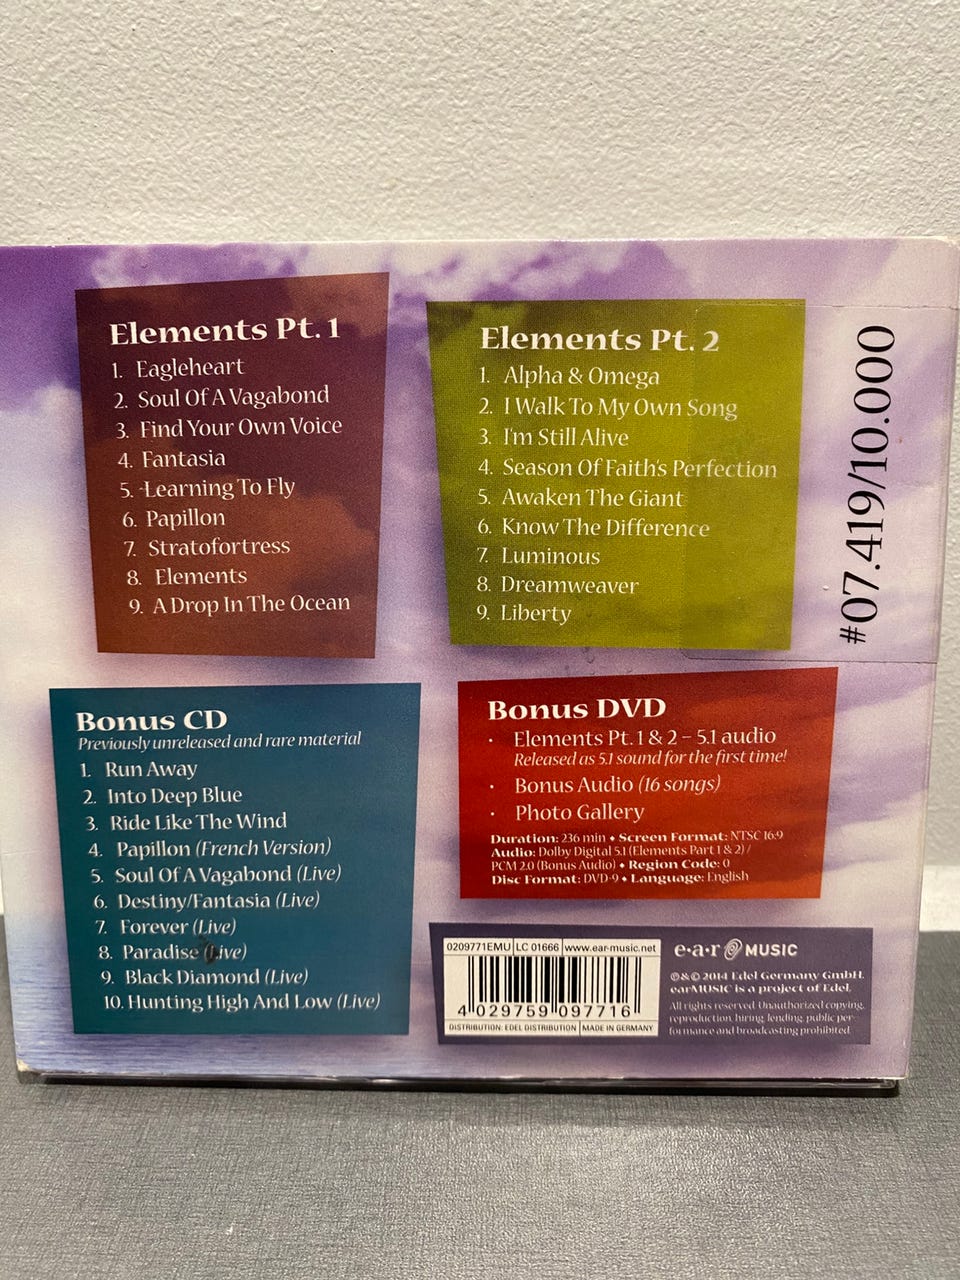 Elements Pt. 1
1. Eagleheart
2. Soul Of A Vagabond
3. Find Your Own Voice
4. Fantasia
5. Learning To Fly
6. Papillon
7. Stratofortress
8. Elements
9. A Drop In The Ocean
Elements Pt. 2
1. Alpha & Omega
2. I Walk To My Own Song
3. I'm Still Alive
4. Season Of Faith's Perfection
5. Awaken The Giant
6. Know The Difference
7. Luminous
8. Dreamweaver
9. Liberty
#07.419/10.000
Bonus CD
Previously unreleased and rare material
1. Run Away
2. Into Deep Blue
3. Ride Like The Wind
4. Papillon (French Version)
5. Soul Of A Vagabond (Live)
6. Destiny/Fantasia (Live)
7. Forever (Live)
8. Paradise (Live)
9. Black Diamond (Live)
10. Hunting High And Low (Live)
Bonus DVD
· Elements Pt. 1 & 2 – 5.1 audio
Released as 5.1 sound for the first time!
· Bonus Audio (16 songs)
· Photo Gallery
Duration: 236 min • Screen Format: NTSC 16:9
Audio: Dolby Digital 5.1 (Elements Part 1 & 2) /
PCM 2.0 (Bonus Audio) • Region Code: 0
Disc Format: DVD-9 • Language: English
0209771EMU LC 01666 www.ear-music.net
4 029759 097716
DISTRIBUTION: EDEL DISTRIBUTION MADE IN GERMANY
e·a·r MUSIC
℗ & © 2014 Edel Germany GmbH.
earMUSIC is a project of Edel.
All rights reserved. Unauthorized copying,
reproduction, hiring, lending, public per-
formance and broadcasting prohibited.